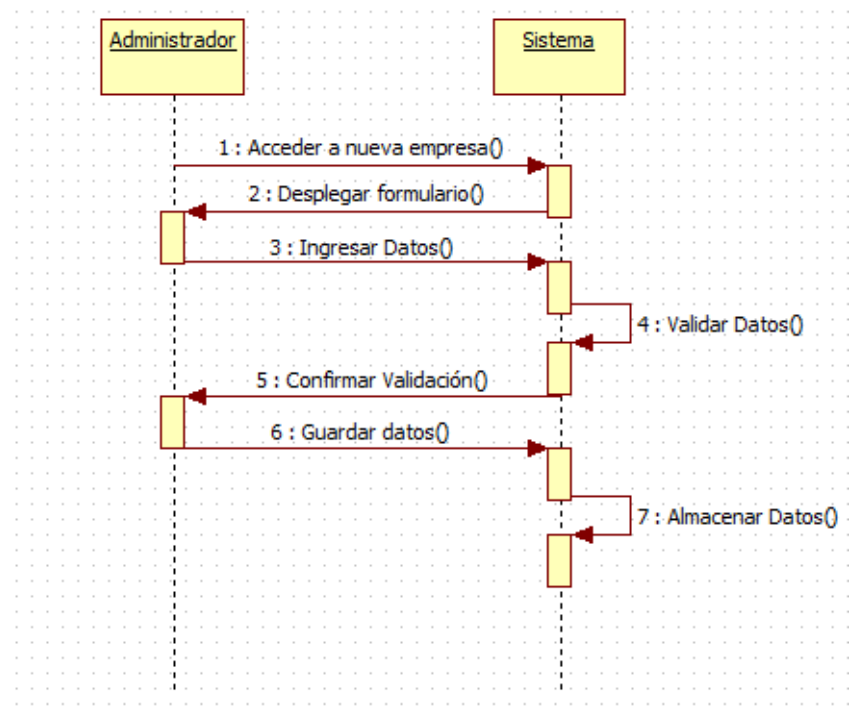 Administrador
Sistema
1 : Acceder a nueva empresa()
2 : Desplegar formulario()
3 : Ingresar Datos()
4 : Validar Datos()
5 : Confirmar Validación()
6 : Guardar datos()
7 : Almacenar Datos()